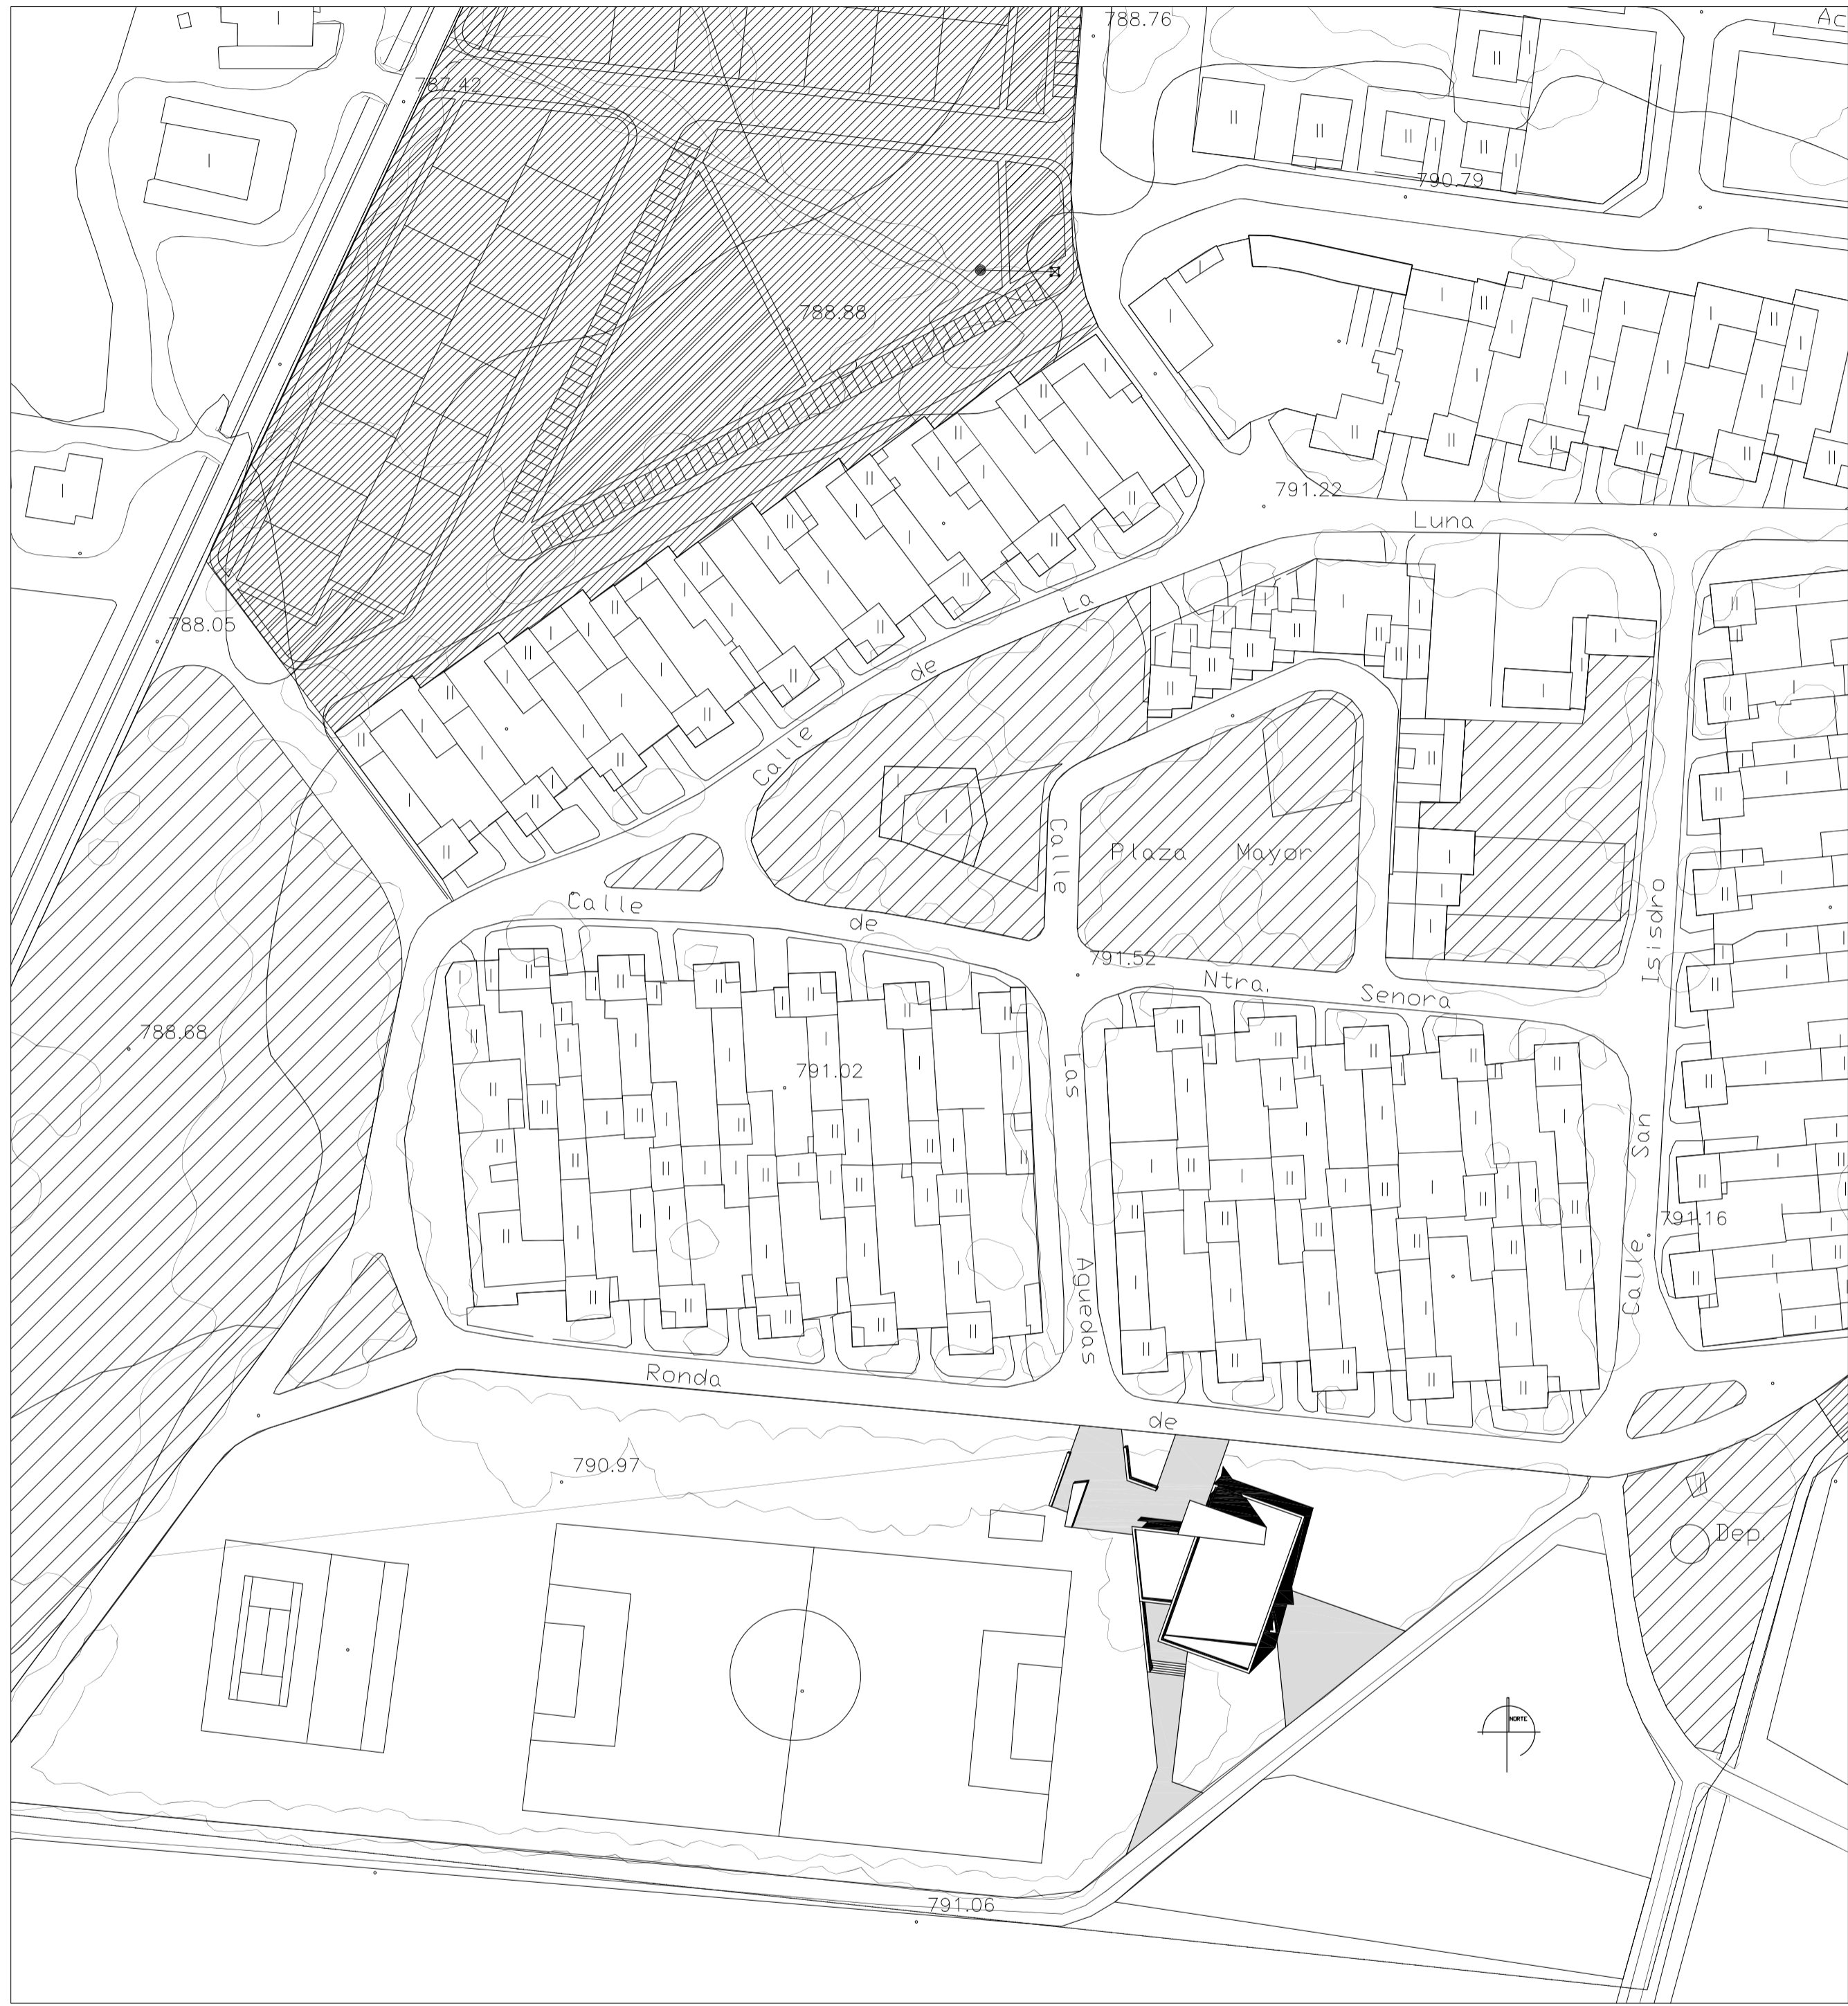 788.76
Ac
787.42
790.79
788.88
791.22
Luna
La
de
Calle
788.05
Calle
de
Calle
Plaza Mayor
791.52
Ntra. Senora
Isisdro
San
Calle
788.68
791.02
Las
Aguedas
791.16
Ronda
de
790.97
Dep.
NORTE
791.06